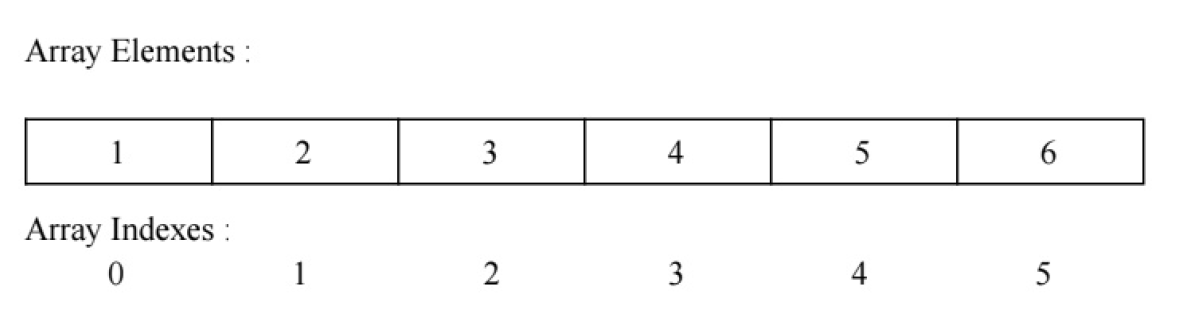 Array Elements :
1 2 3 4 5 6
Array Indexes :
0 1 2 3 4 5